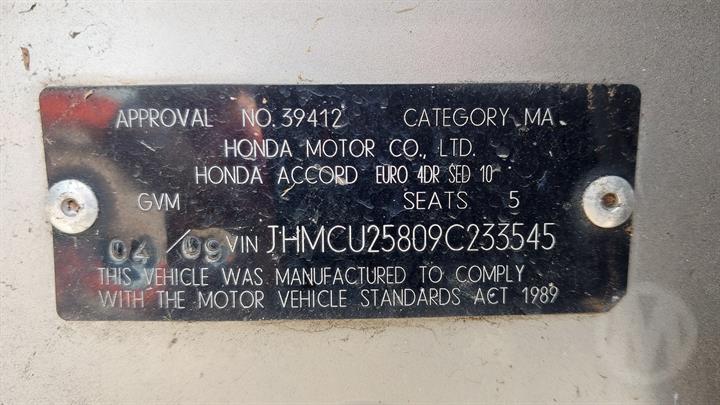 APPROVAL NO. 39412 CATEGORY MA
HONDA MOTOR CO., LTD.
HONDA ACCORD EURO 4DR SED 10
GVM SEATS 5
04/09 VIN JHMCU25809C233545
THIS VEHICLE WAS MANUFACTURED TO COMPLY
WITH THE MOTOR VEHICLE STANDARDS ACT 1989
M